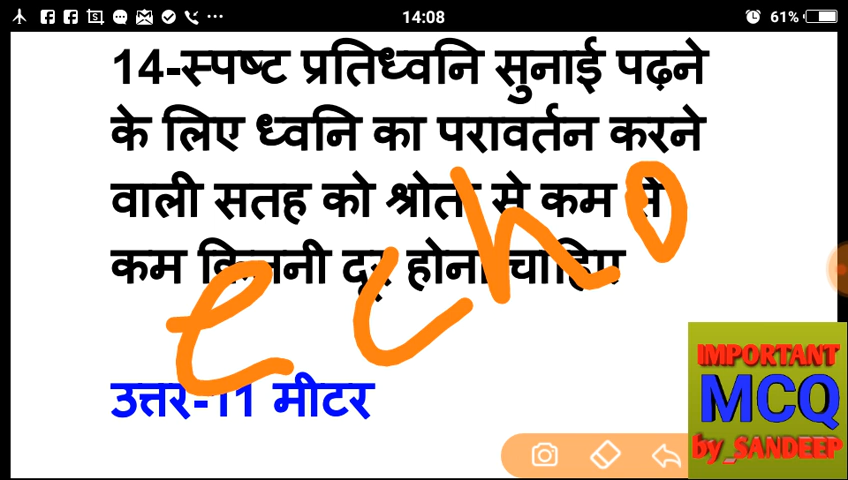 14:08
61%
14-स्पष्ट प्रतिध्वनि सुनाई पढ़ने
के लिए ध्वनि का परावर्तन करने
वाली सतह को श्रोता से कम से
कम कितनी दूर होना चाहिए
echo
उत्तर-11 मीटर
IMPORTANT
MCQ
by_SANDEEP